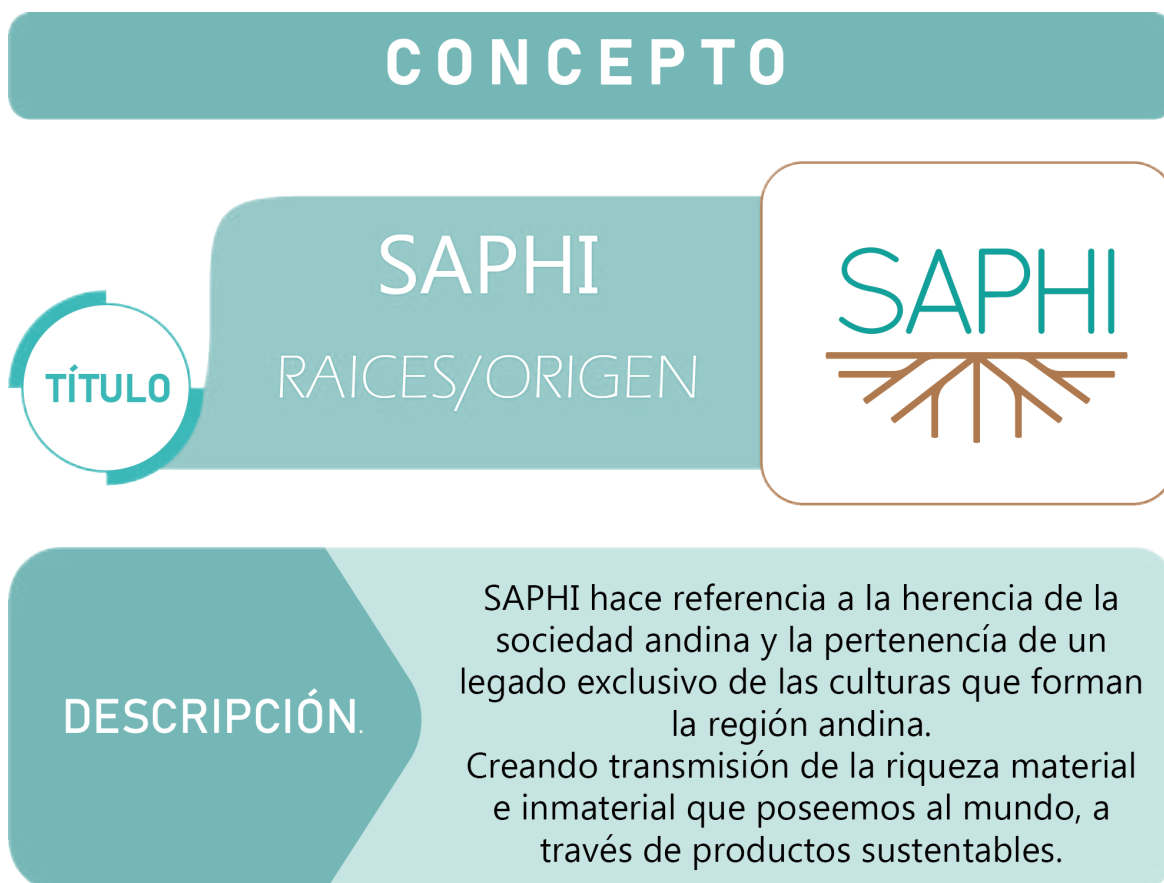 CONCEPTO
SAPHI
RAICES/ORIGEN
SAPHI
TÍTULO
DESCRIPCIÓN.
SAPHI hace referencia a la herencia de la
sociedad andina y la pertenencía de un
legado exclusivo de las culturas que forman
la región andina.
Creando transmisión de la riqueza material
e inmaterial que poseemos al mundo, a
través de productos sustentables.